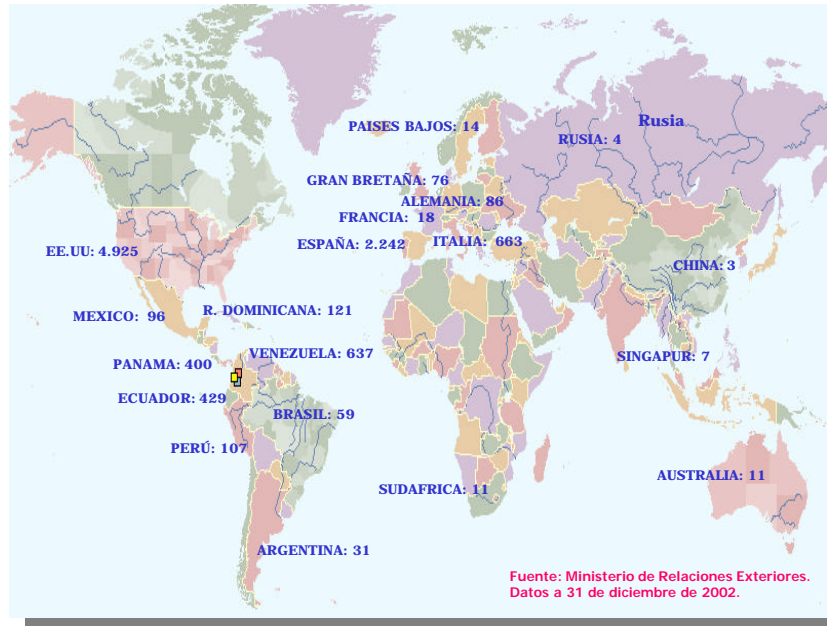 Rusia
PAISES BAJOS: 14
RUSIA: 4
GRAN BRETAÑA: 76
ALEMANIA: 86
FRANCIA: 18
ESPAÑA: 2.242
ITALIA: 663
EE.UU: 4.925
CHINA: 3
MEXICO: 96
R. DOMINICANA: 121
PANAMA: 400
VENEZUELA: 637
SINGAPUR: 7
ECUADOR: 429
BRASIL: 59
PERÚ: 107
SUDAFRICA: 11
AUSTRALIA: 11
ARGENTINA: 31
Fuente: Ministerio de Relaciones Exteriores.
Datos a 31 de diciembre de 2002.